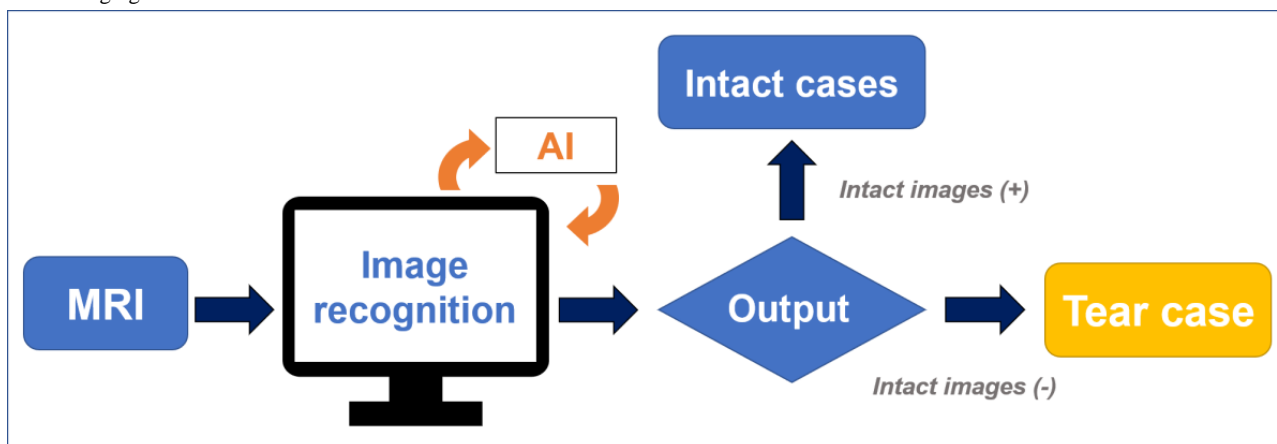 Intact cases
AI
Intact images (+)
Image
recognition
MRI
Output
Tear case
Intact images (-)